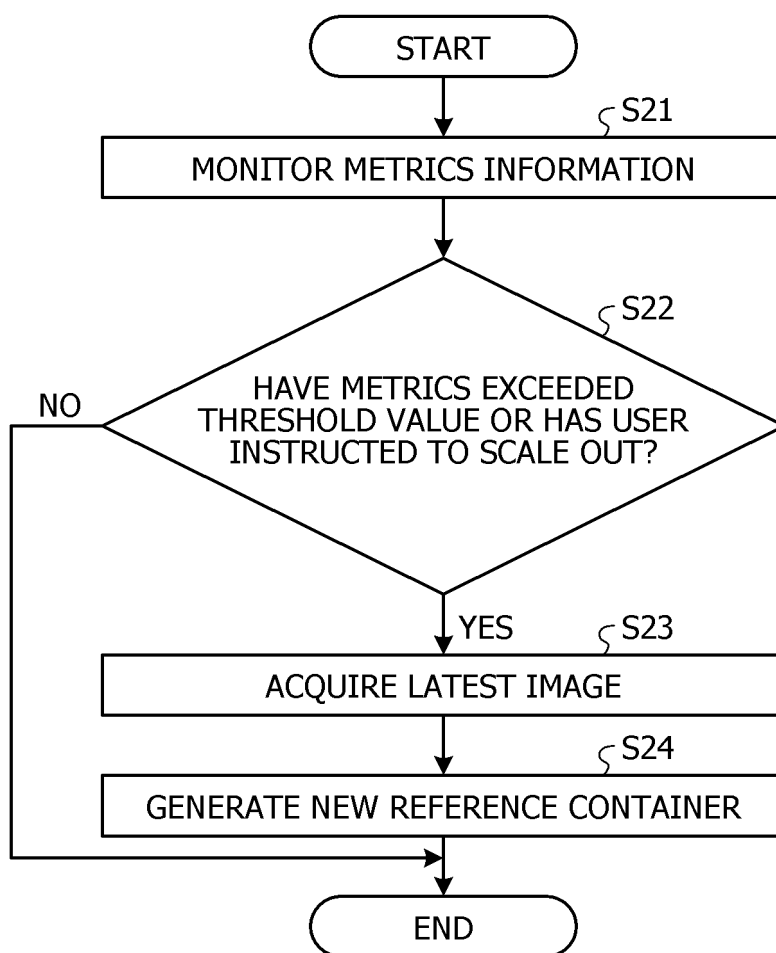 START
S21
MONITOR METRICS INFORMATION
S22
HAVE METRICS EXCEEDED
THRESHOLD VALUE OR HAS USER
INSTRUCTED TO SCALE OUT?
NO
YES
S23
ACQUIRE LATEST IMAGE
S24
GENERATE NEW REFERENCE CONTAINER
END